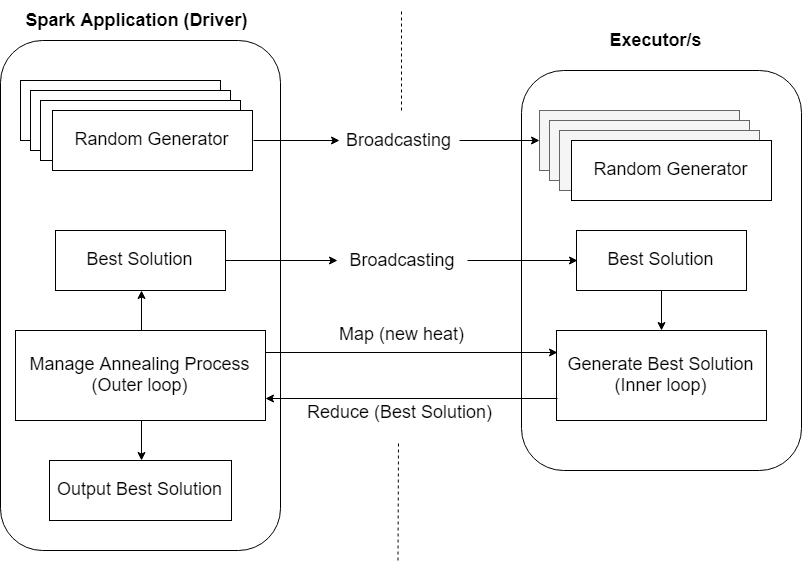 Spark Application (Driver)
Executor/s
Random Generator
Broadcasting
Random Generator
Best Solution
Broadcasting
Best Solution
Map (new heat)
Manage Annealing Process
(Outer loop)
Generate Best Solution
(Inner loop)
Reduce (Best Solution)
Output Best Solution